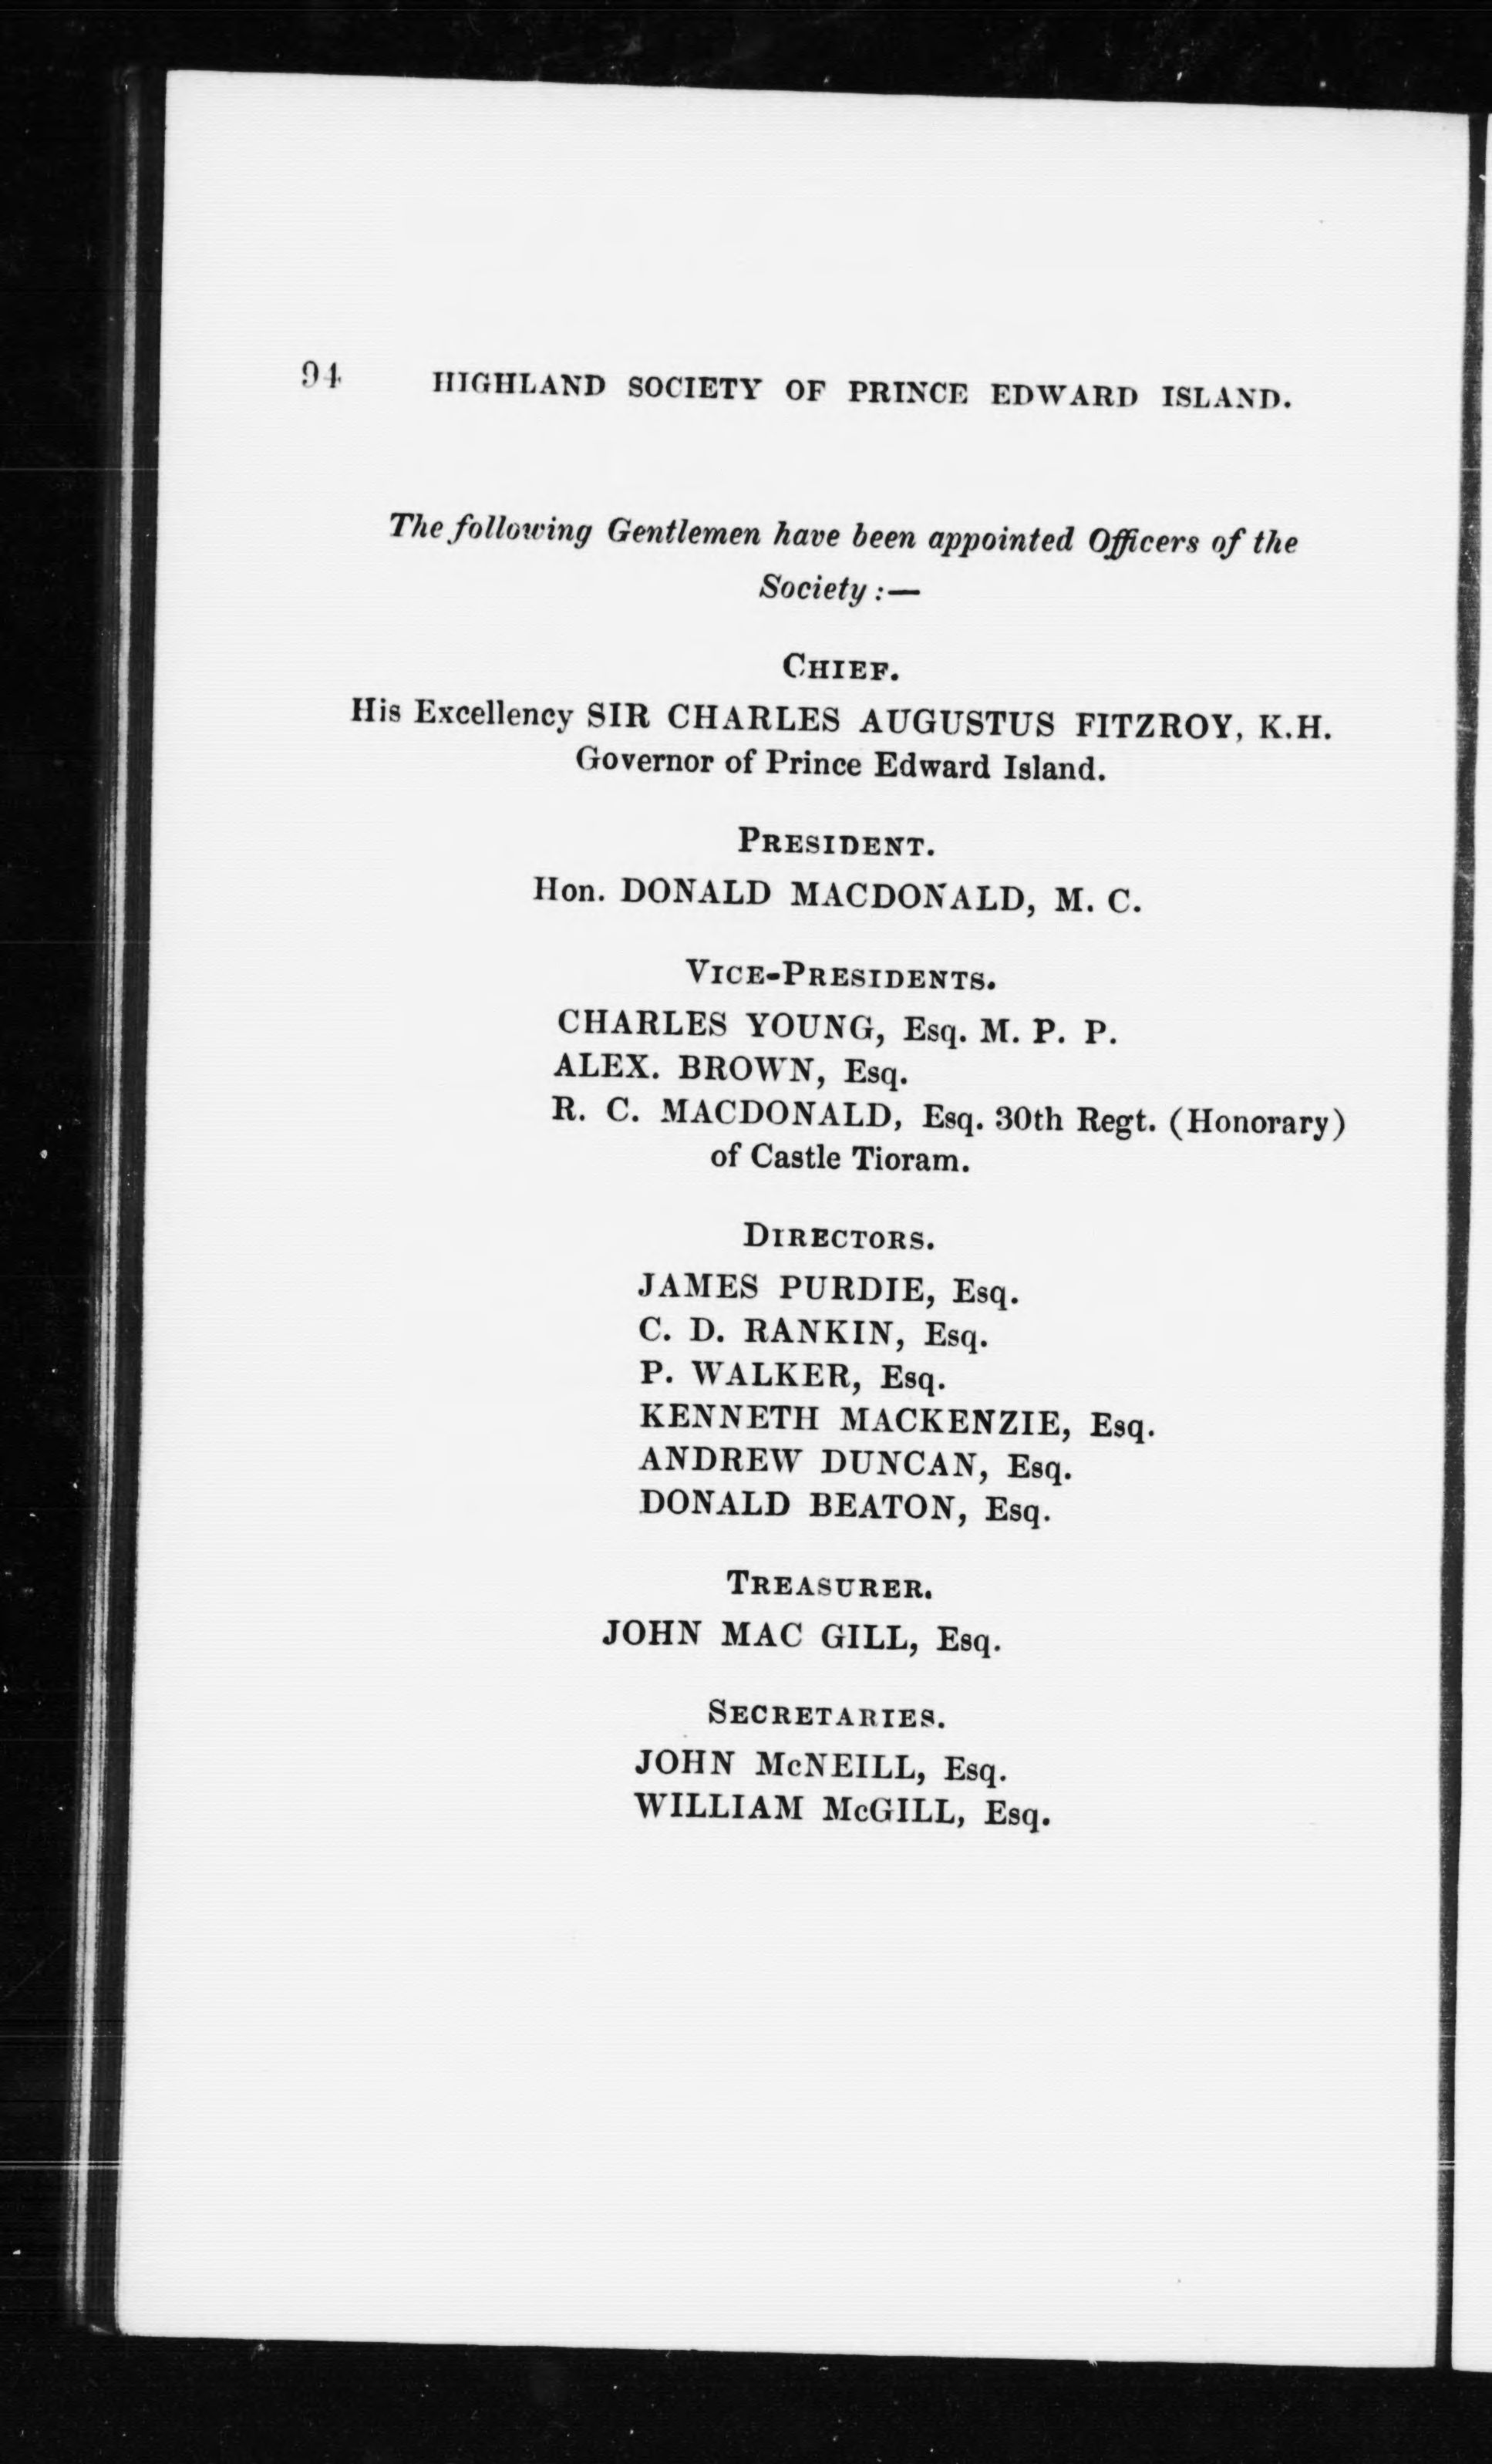 94 HIGHLAND SOCIETY OF PRINCE EDWARD ISLAND.
The following Gentlemen have been appointed Officers of the
Society :—
CHIEF.
His Excellency SIR CHARLES AUGUSTUS FITZROY, K.H.
Governor of Prince Edward Island.
PRESIDENT.
Hon. DONALD MACDONALD, M. C.
VICE-PRESIDENTS.
CHARLES YOUNG, Esq. M. P. P.
ALEX. BROWN, Esq.
R. C. MACDONALD, Esq. 30th Regt. (Honorary)
of Castle Tioram.
DIRECTORS.
JAMES PURDIE, Esq.
C. D. RANKIN, Esq.
P. WALKER, Esq.
KENNETH MACKENZIE, Esq.
ANDREW DUNCAN, Esq.
DONALD BEATON, Esq.
TREASURER.
JOHN MAC GILL, Esq.
SECRETARIES.
JOHN McNEILL, Esq.
WILLIAM McGILL, Esq.